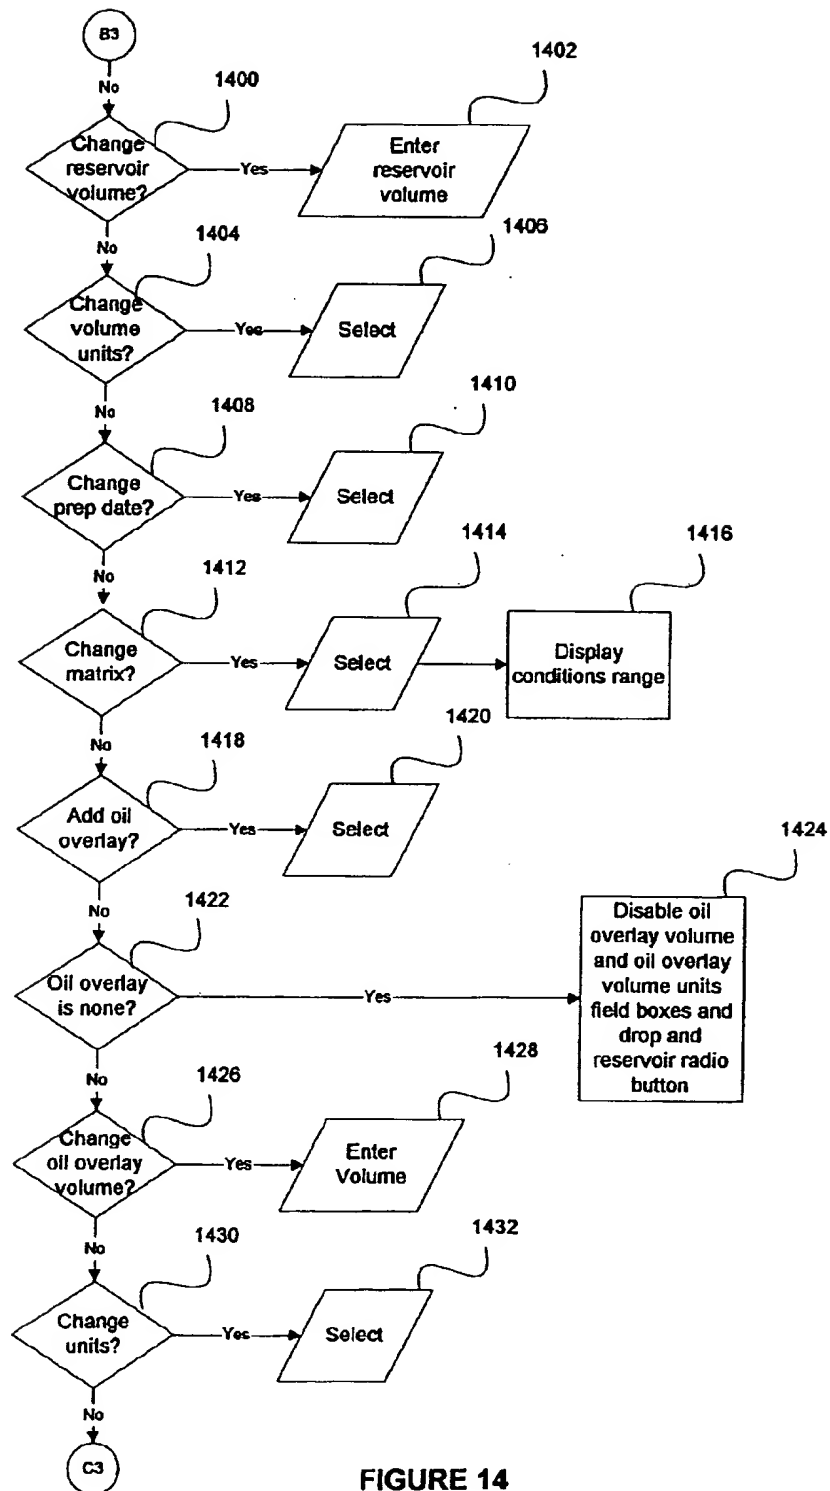 B3
No
1400
1402
Change
reservoir
volume?
Yes
Enter
reservoir
volume
No
1404
1406
Change
volume
units?
Yes
Select
No
1408
1410
Change
prep date?
Yes
Select
No
1412
1414
1416
Change
matrix?
Yes
Select
Display
conditions range
No
1418
1420
Add oil
overlay?
Yes
Select
1424
No
1422
Oil overlay
is none?
Yes
Disable oil
overlay volume
and oil overlay
volume units
field boxes and
drop and
reservoir radio
button
No
1426
1428
Change
oil overlay
volume?
Yes
Enter
Volume
No
1430
1432
Change
units?
Yes
Select
No
C3
FIGURE 14